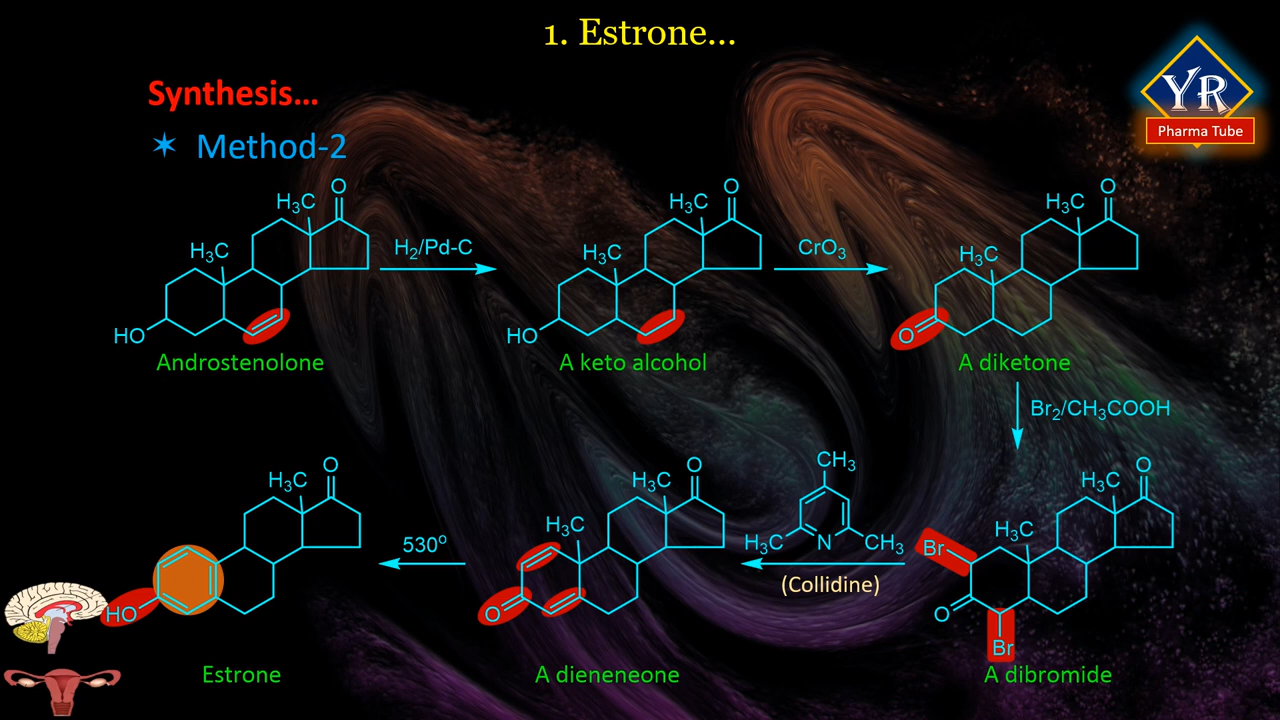 1. Estrone...
YR
Pharma Tube
Synthesis...
✶ Method-2
H₃C
O
H₃C
HO
Androstenolone
H₂/Pd-C
H₃C
O
H₃C
HO
A keto alcohol
CrO₃
H₃C
O
H₃C
O
A diketone
Br₂/CH₃COOH
H₃C
O
H₃C
Br
O
Br
A dibromide
CH₃
H₃C
N
CH₃
(Collidine)
H₃C
O
H₃C
O
A dieneneone
530°
H₃C
O
HO
Estrone